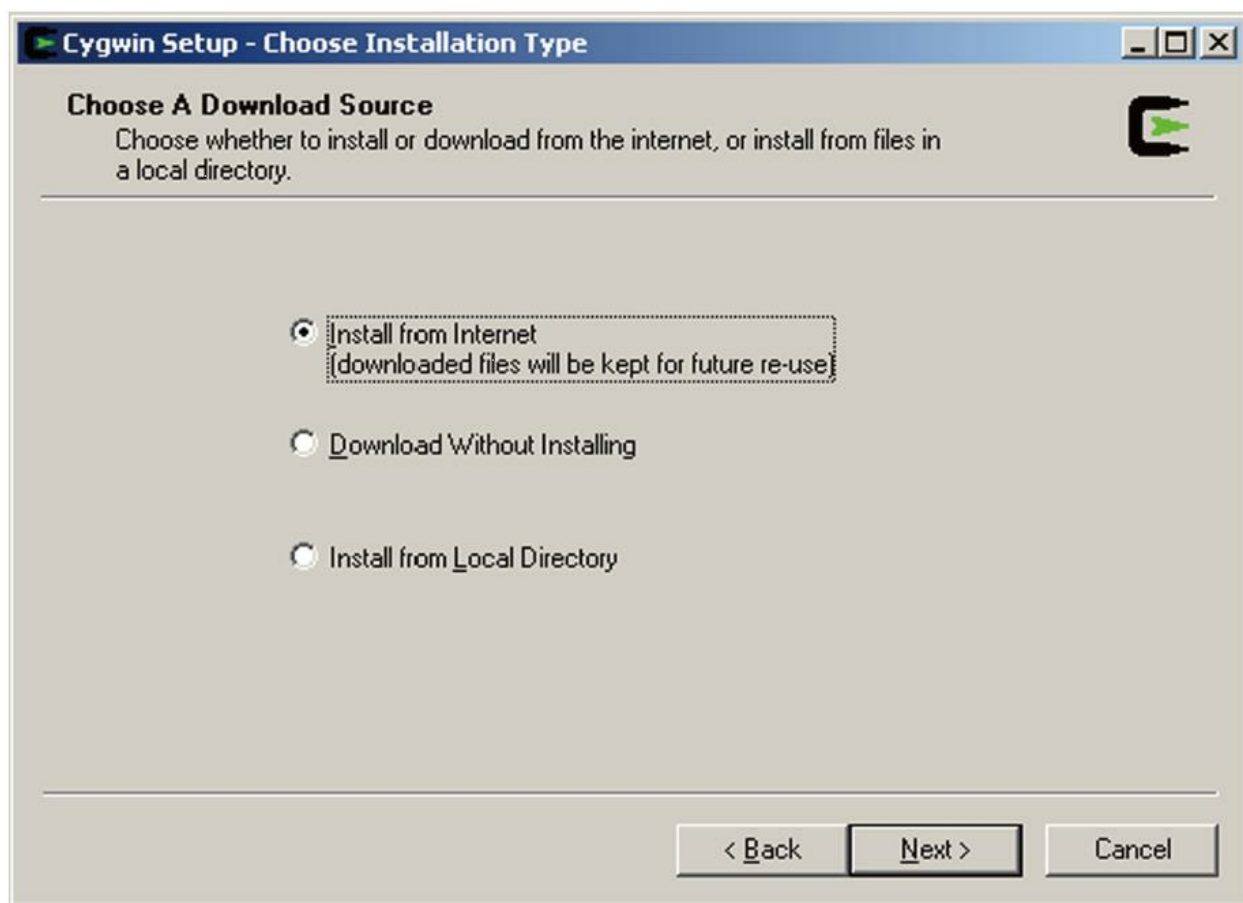 Cygwin Setup - Choose Installation Type
Choose A Download Source
Choose whether to install or download from the internet, or install from files in
a local directory.
Install from Internet
(downloaded files will be kept for future re-use)
Download Without Installing
Install from Local Directory
< Back
Next >
Cancel